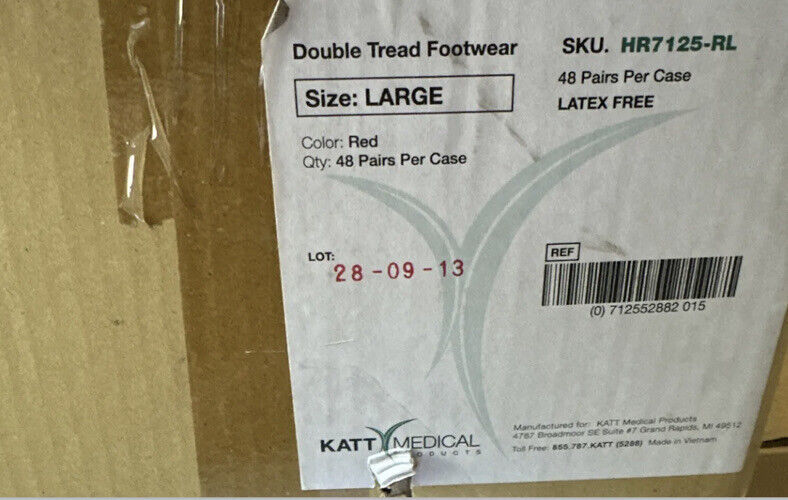 Double Tread Footwear
SKU. HR7125-RL
Size: LARGE
48 Pairs Per Case
LATEX FREE
Color: Red
Qty: 48 Pairs Per Case
LOT:
28-09-13
REF
(0) 712552882 015
KATT MEDICAL
ODUCTS
Manufactured for: KATT Medical Products
4767 Broadmoor SE Suite #7 Grand Rapids, MI 49512
Toll Free: 855.787.KATT (5288) Made in Vietnam